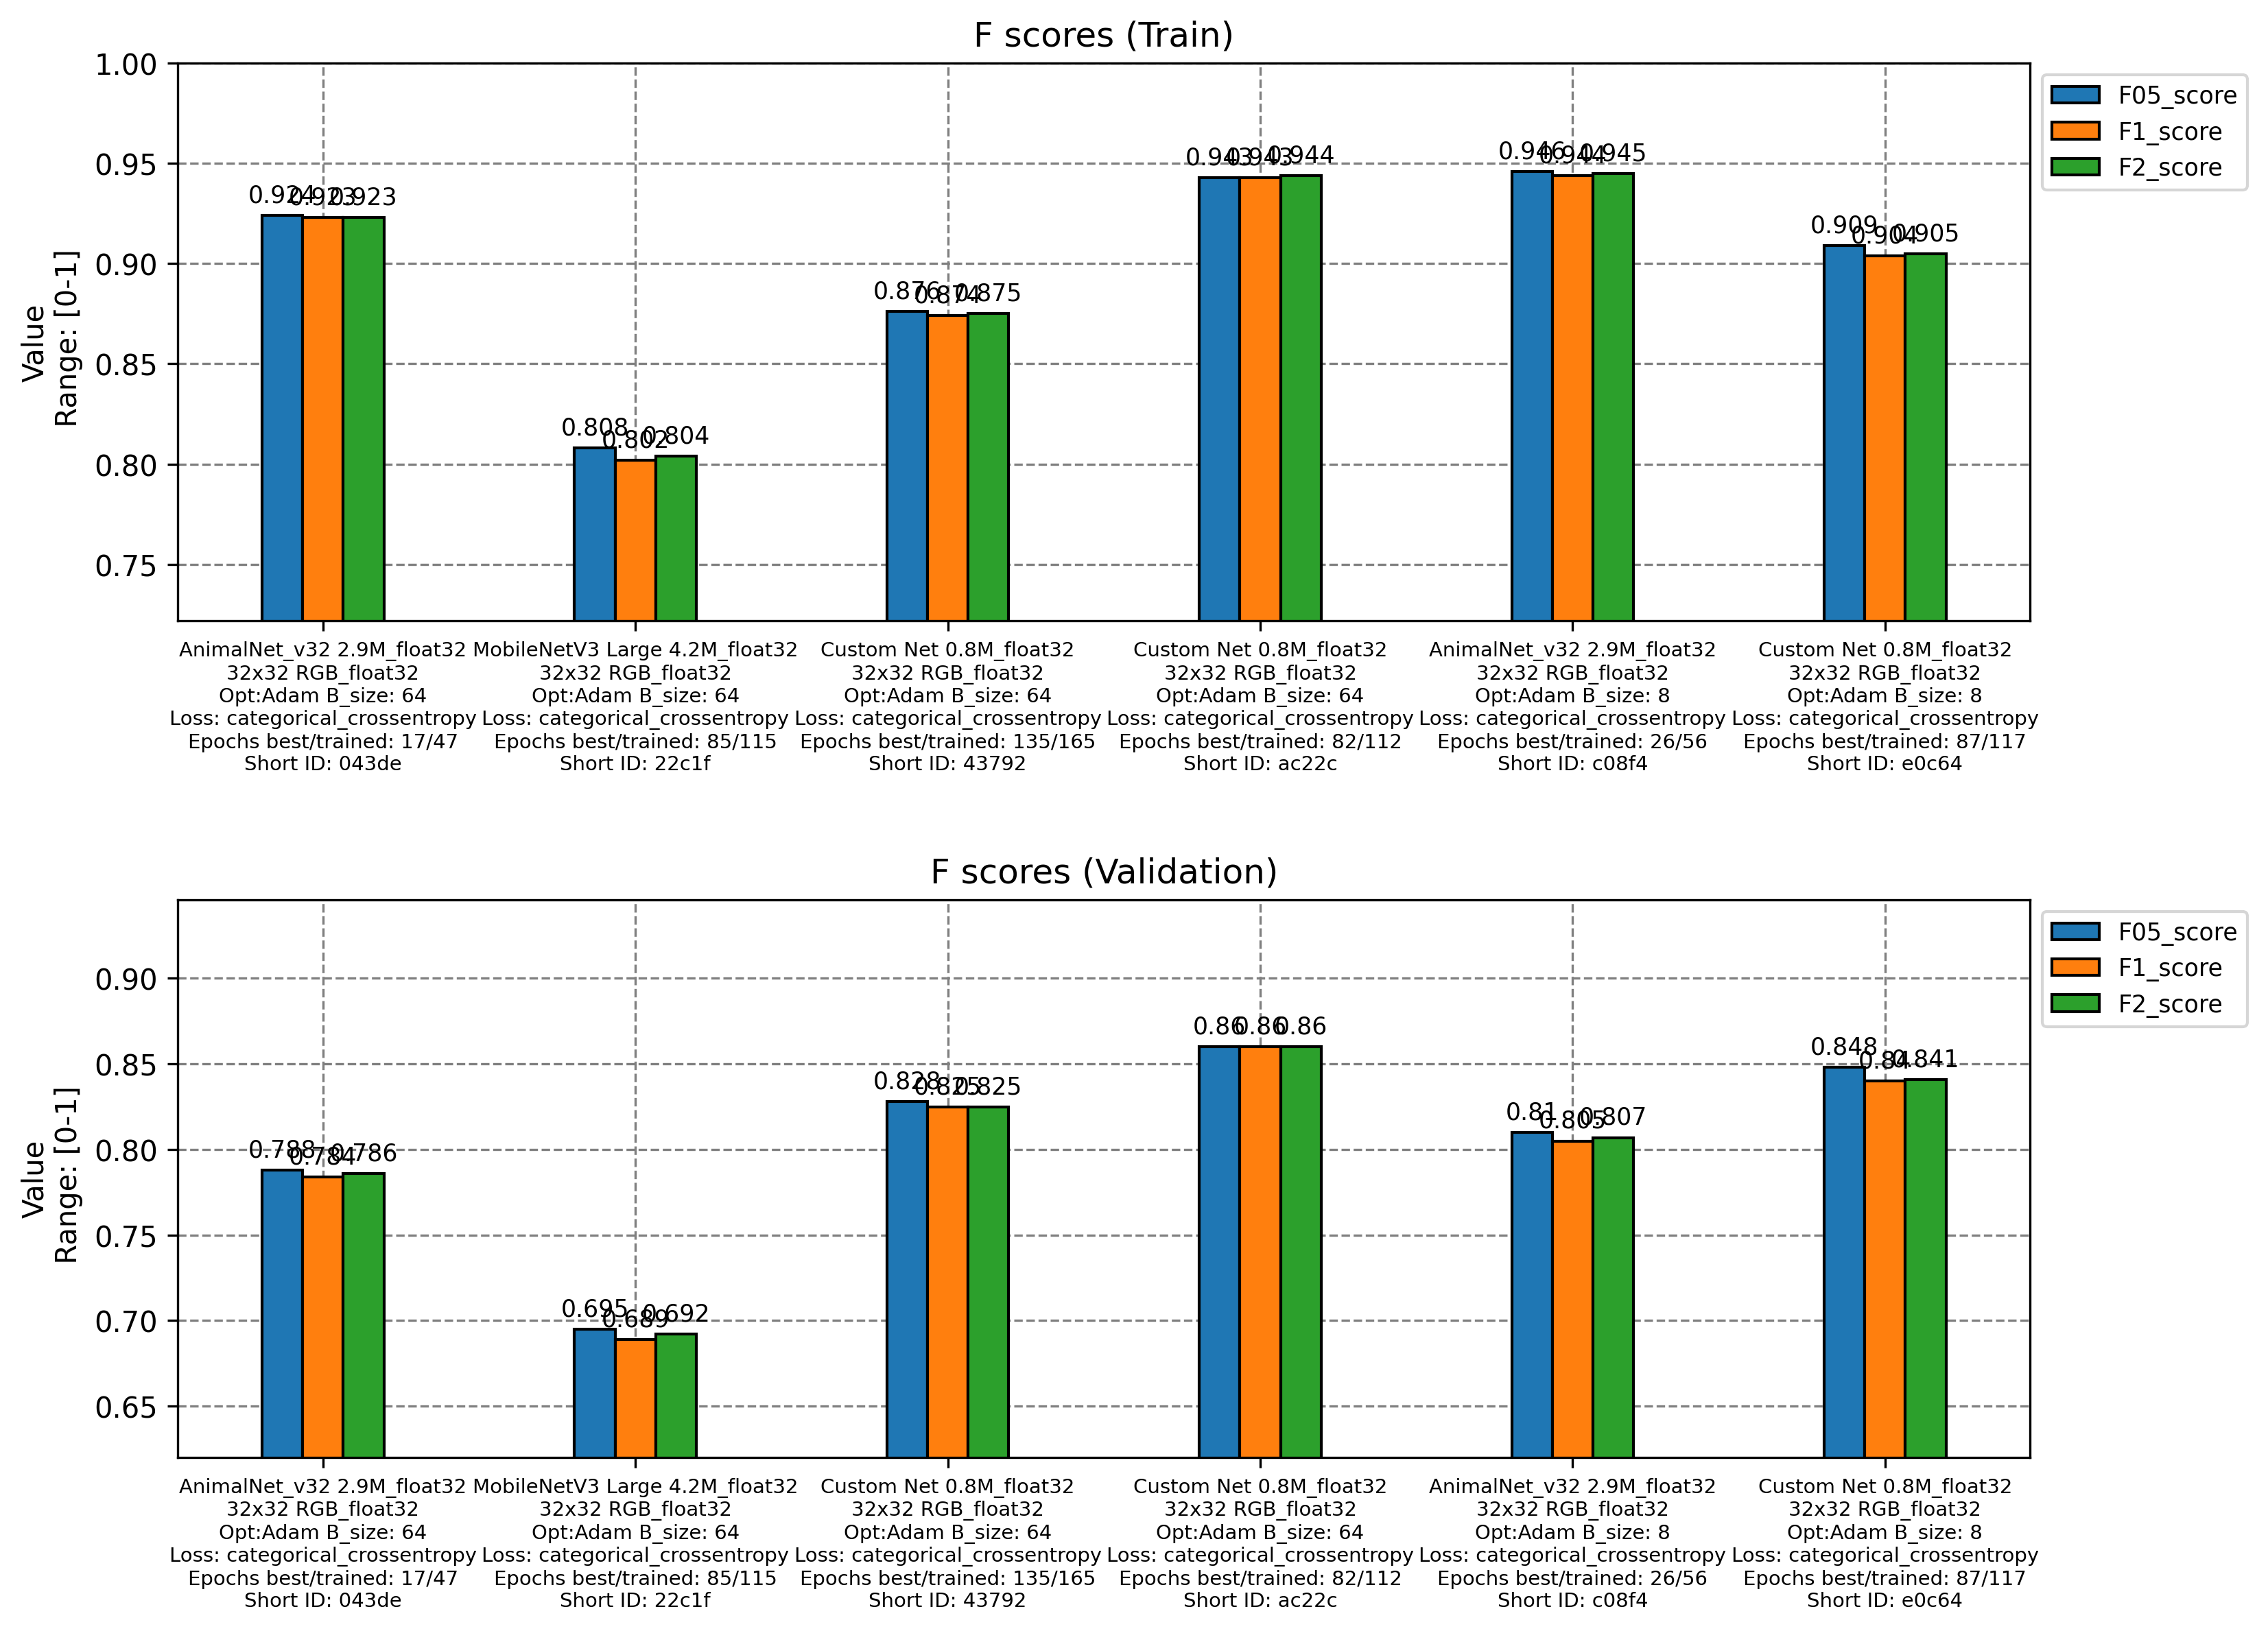 F scores (Train)
1.00
0.95
0.90
0.85
0.80
0.75
Value
Range: [0-1]
0.924 0.923 0.923
0.808 0.802 0.804
0.876 0.874 0.875
0.943 0.943 0.944
0.946 0.944 0.945
0.909 0.904 0.905
F05_score
F1_score
F2_score
AnimalNet_v32 2.9M_float32
32x32 RGB_float32
Opt:Adam B_size: 64
Loss: categorical_crossentropy
Epochs best/trained: 17/47
Short ID: 043de
MobileNetV3 Large 4.2M_float32
32x32 RGB_float32
Opt:Adam B_size: 64
Loss: categorical_crossentropy
Epochs best/trained: 85/115
Short ID: 22c1f
Custom Net 0.8M_float32
32x32 RGB_float32
Opt:Adam B_size: 64
Loss: categorical_crossentropy
Epochs best/trained: 135/165
Short ID: 43792
Custom Net 0.8M_float32
32x32 RGB_float32
Opt:Adam B_size: 64
Loss: categorical_crossentropy
Epochs best/trained: 82/112
Short ID: ac22c
AnimalNet_v32 2.9M_float32
32x32 RGB_float32
Opt:Adam B_size: 8
Loss: categorical_crossentropy
Epochs best/trained: 26/56
Short ID: c08f4
Custom Net 0.8M_float32
32x32 RGB_float32
Opt:Adam B_size: 8
Loss: categorical_crossentropy
Epochs best/trained: 87/117
Short ID: e0c64
F scores (Validation)
0.90
0.85
0.80
0.75
0.70
0.65
Value
Range: [0-1]
0.788 0.784 0.786
0.695 0.689 0.692
0.828 0.825 0.825
0.86 0.86 0.86
0.81 0.805 0.807
0.848 0.84 0.841
F05_score
F1_score
F2_score
AnimalNet_v32 2.9M_float32
32x32 RGB_float32
Opt:Adam B_size: 64
Loss: categorical_crossentropy
Epochs best/trained: 17/47
Short ID: 043de
MobileNetV3 Large 4.2M_float32
32x32 RGB_float32
Opt:Adam B_size: 64
Loss: categorical_crossentropy
Epochs best/trained: 85/115
Short ID: 22c1f
Custom Net 0.8M_float32
32x32 RGB_float32
Opt:Adam B_size: 64
Loss: categorical_crossentropy
Epochs best/trained: 135/165
Short ID: 43792
Custom Net 0.8M_float32
32x32 RGB_float32
Opt:Adam B_size: 64
Loss: categorical_crossentropy
Epochs best/trained: 82/112
Short ID: ac22c
AnimalNet_v32 2.9M_float32
32x32 RGB_float32
Opt:Adam B_size: 8
Loss: categorical_crossentropy
Epochs best/trained: 26/56
Short ID: c08f4
Custom Net 0.8M_float32
32x32 RGB_float32
Opt:Adam B_size: 8
Loss: categorical_crossentropy
Epochs best/trained: 87/117
Short ID: e0c64